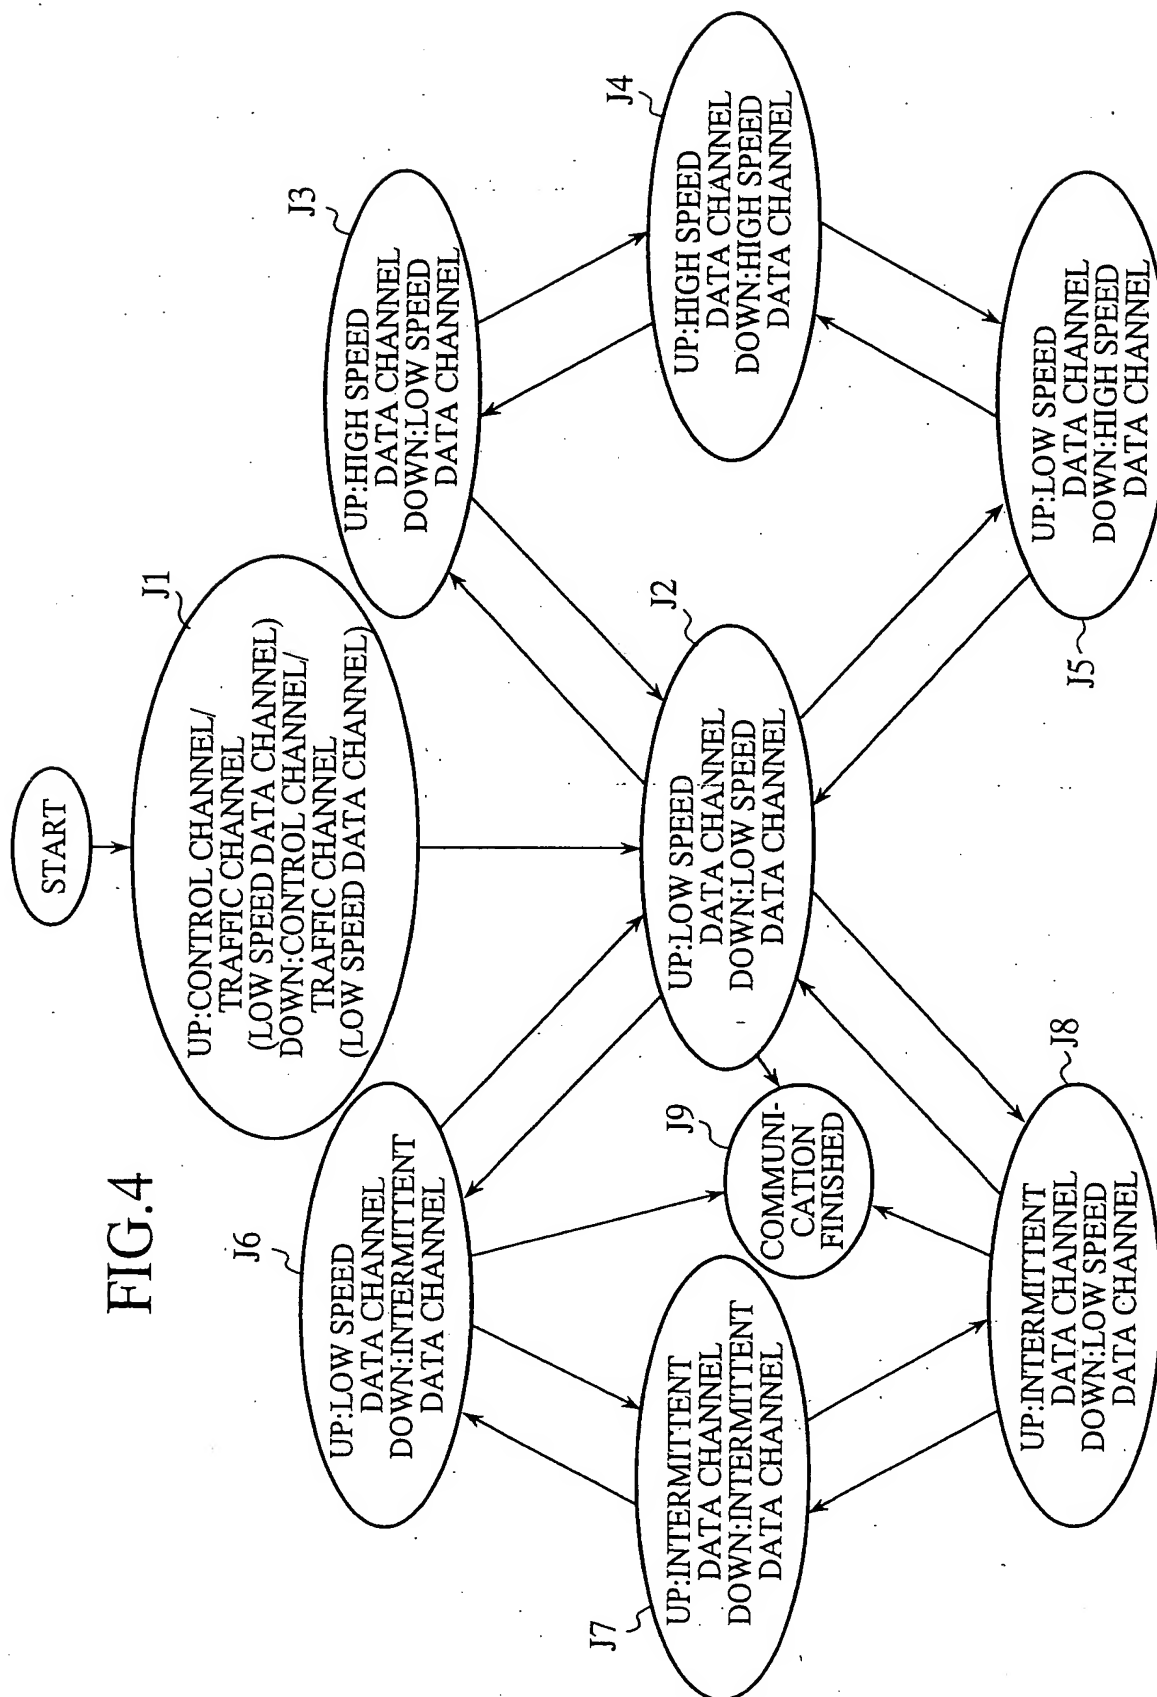 FIG.4
START
J1
UP:CONTROL CHANNEL/
TRAFFIC CHANNEL
(LOW SPEED DATA CHANNEL)
DOWN:CONTROL CHANNEL/
TRAFFIC CHANNEL
(LOW SPEED DATA CHANNEL)
J6
UP:LOW SPEED
DATA CHANNEL
DOWN:INTERMITTENT
DATA CHANNEL
J3
UP:HIGH SPEED
DATA CHANNEL
DOWN:LOW SPEED
DATA CHANNEL
J7
UP:INTERMITTENT
DATA CHANNEL
DOWN:INTERMITTENT
DATA CHANNEL
J9
COMMUNI-
CATION
FINISHED
J2
UP:LOW SPEED
DATA CHANNEL
DOWN:LOW SPEED
DATA CHANNEL
J4
UP:HIGH SPEED
DATA CHANNEL
DOWN:HIGH SPEED
DATA CHANNEL
J8
UP:INTERMITTENT
DATA CHANNEL
DOWN:LOW SPEED
DATA CHANNEL
J5
UP:LOW SPEED
DATA CHANNEL
DOWN:HIGH SPEED
DATA CHANNEL